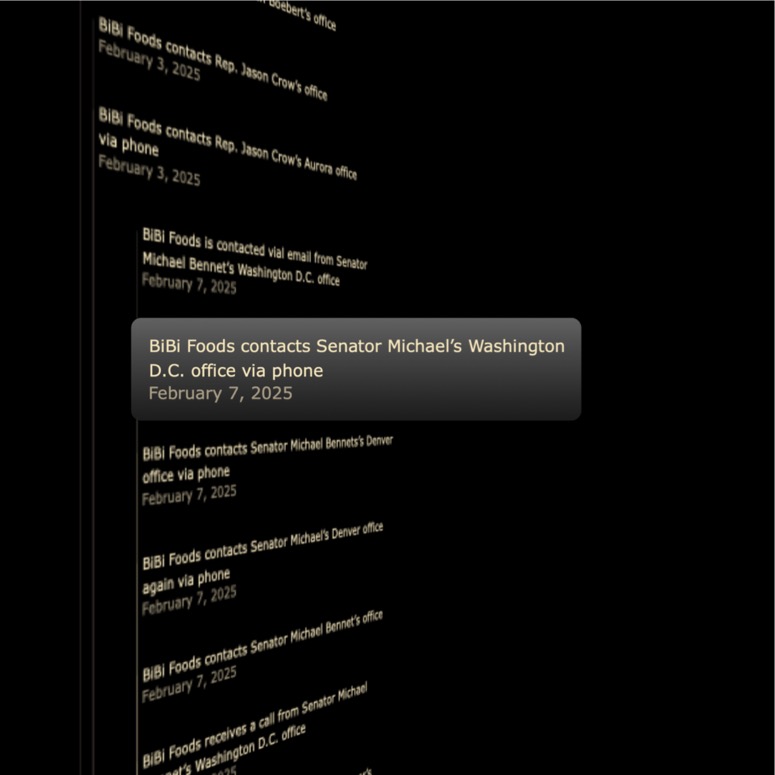 Boebert's office
BiBi Foods contacts Rep. Jason Crow's office
February 3, 2025
BiBi Foods contacts Rep. Jason Crow's Aurora office
via phone
February 3, 2025
BiBi Foods is contacted vial email from Senator
Michael Bennet's Washington D.C. office
February 7, 2025
BiBi Foods contacts Senator Michael’s Washington
D.C. office via phone
February 7, 2025
BiBi Foods contacts Senator Michael Bennets's Denver
office via phone
February 7, 2025
BiBi Foods contacts Senator Michael's Denver office
again via phone
February 7, 2025
BiBi Foods contacts Senator Michael Bennet's office
February 7, 2025
BiBi Foods receives a call from Senator Michael
net's Washington D.C. office